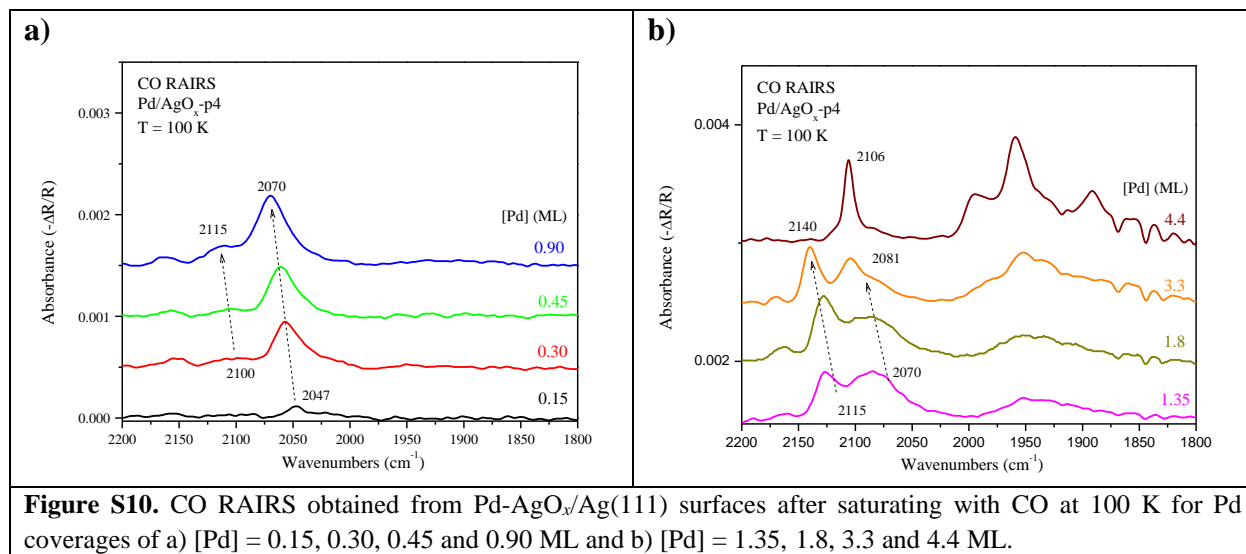 a)
CO RAIRS
Pd/AgOₓ-p4
T = 100 K
0.003
0.002
0.001
0.000
Absorbance (-ΔR/R)
2070
2115
[Pd] (ML)
0.90
0.45
0.30
2100
2047
0.15
2200 2150 2100 2050 2000 1950 1900 1850 1800
Wavenumbers (cm⁻¹)
b)
CO RAIRS
Pd/AgOₓ-p4
T = 100 K
0.004
0.002
Absorbance (-ΔR/R)
2106
[Pd] (ML)
4.4
2140
2081
3.3
1.8
2070
1.35
2115
2200 2150 2100 2050 2000 1950 1900 1850 1800
Wavenumbers (cm⁻¹)
Figure S10. CO RAIRS obtained from Pd-AgOₓ/Ag(111) surfaces after saturating with CO at 100 K for Pd
coverages of a) [Pd] = 0.15, 0.30, 0.45 and 0.90 ML and b) [Pd] = 1.35, 1.8, 3.3 and 4.4 ML.